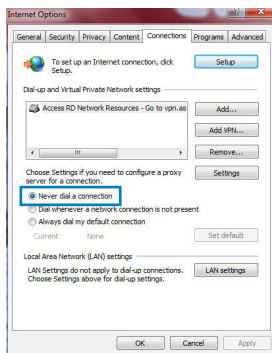 Internet Options
General Security Privacy Content Connections Programs Advanced
To set up an Internet connection, click Setup.
Setup
Dial-up and Virtual Private Network settings
Access RD Network Resources - Go to vpn.as
Add...
Add VPN...
Remove...
Choose Settings if you need to configure a proxy
server for a connection.
Settings
Never dial a connection
Dial whenever a network connection is not present
Always dial my default connection
Current None
Set default
Local Area Network (LAN) settings
LAN Settings do not apply to dial-up connections.
Choose Settings above for dial-up settings.
LAN settings
OK Cancel Apply